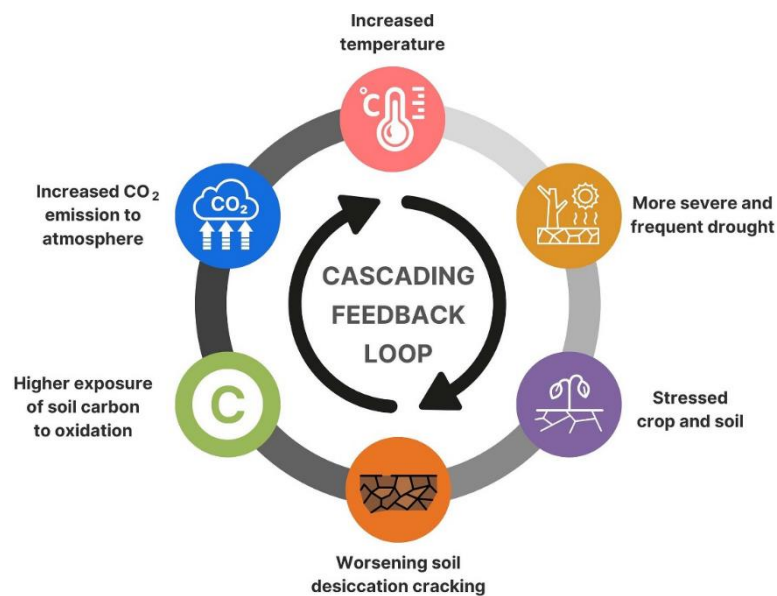 Increased
temperature
°C
More severe and
frequent drought
Stressed
crop and soil
Worsening soil
desiccation cracking
C
Higher exposure
of soil carbon
to oxidation
CO₂
Increased CO₂
emission to
atmosphere
CASCADING
FEEDBACK
LOOP